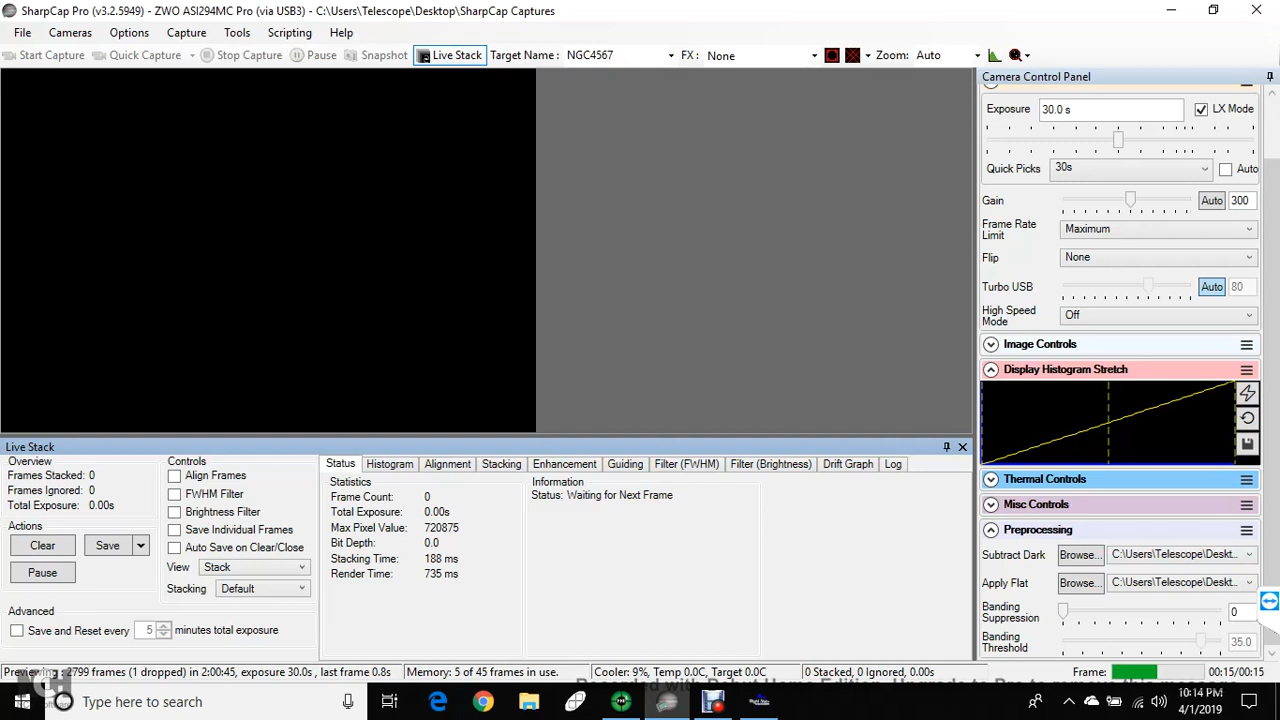 SharpCap Pro (v3.2.5949) - ZWO ASI294MC Pro (via USB3) - C:\Users\Telescope\Desktop\SharpCap Captures
File Cameras Options Capture Tools Scripting Help
Start Capture Quick Capture Stop Capture Pause Snapshot Live Stack Target Name: NGC4567 FX: None Zoom: Auto
Camera Control Panel
Exposure 30.0 s LX Mode
Quick Picks 30s Auto
Gain Auto 300
Frame Rate Limit Maximum
Flip None
Turbo USB Auto 80
High Speed Mode Off
Image Controls
Display Histogram Stretch
Thermal Controls
Misc Controls
Preprocessing
Subtract Dark Browse... C:\Users\Telescope\Deskt...
Apply Flat Browse... C:\Users\Telescope\Deskt...
Banding Suppression 0
Banding Threshold 35.0
Live Stack
Overview
Frames Stacked: 0
Frames Ignored: 0
Total Exposure: 0.00s
Actions
Clear Save
Pause
Controls
Align Frames
FWHM Filter
Brightness Filter
Save Individual Frames
Auto Save on Clear/Close
View Stack
Stacking Default
Advanced
Save and Reset every 5 minutes total exposure
Status Histogram Alignment Stacking Enhancement Guiding Filter (FWHM) Filter (Brightness) Drift Graph Log
Statistics
Frame Count: 0
Total Exposure: 0.00s
Max Pixel Value: 720875
Bit Depth: 0.0
Stacking Time: 188 ms
Render Time: 735 ms
Information
Status: Waiting for Next Frame
Previewing : 2799 frames (1 dropped) in 2:00:45, exposure 30.0s, last frame 0.8s Memory: 5 of 45 frames in use. Cooler: 9%, Temp 0.0C, Target 0.0C 0 Stacked, 0 Ignored, 0.00s Frame: 00:15/00:15
Type here to search
10:14 PM
4/1/2019